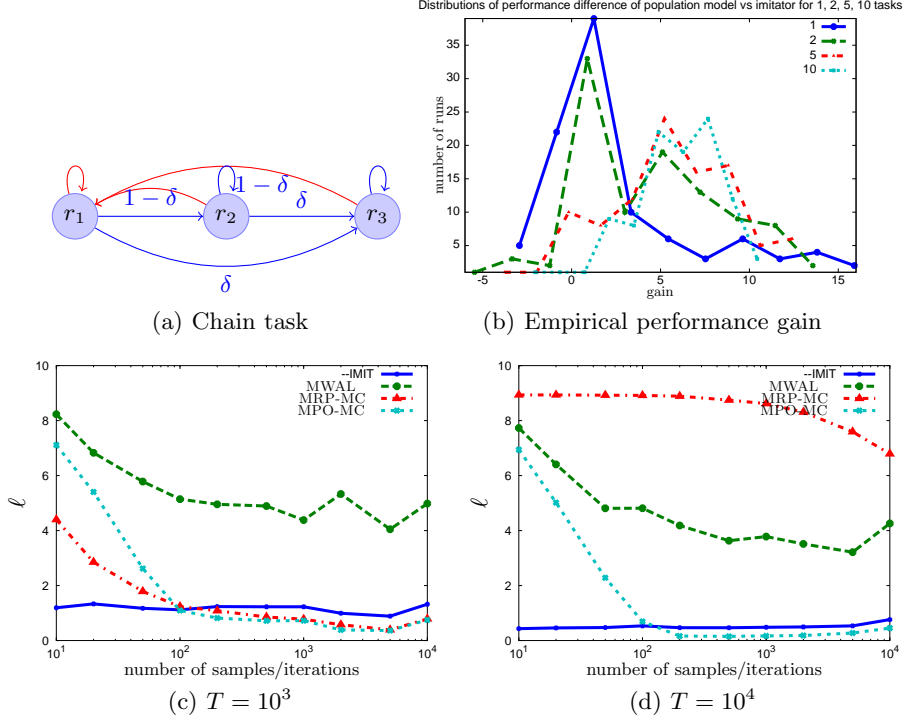 Distributions of performance difference of population model vs imitator for 1, 2, 5, 10 tasks
1 − δ
1 − δ
δ
r1
r2
r3
δ
(a) Chain task
1
2
5
10
35
30
25
20
15
10
5
number of runs
-5 0 5 10 15
gain
(b) Empirical performance gain
10
8
6
4
2
0
ℓ
--IMIT
MWAL
MRP-MC
MPO-MC
10^1 10^2 10^3 10^4
number of samples/iterations
(c) T = 10^3
10
8
6
4
2
0
ℓ
--IMIT
MWAL
MRP-MC
MPO-MC
10^1 10^2 10^3 10^4
number of samples/iterations
(d) T = 10^4